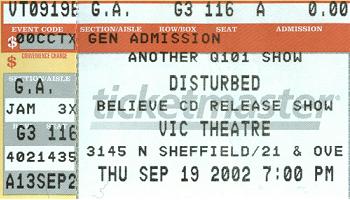 VT0919E G.A. G3 116 A 0.00
EVENT CODE SECTION/AISLE ROW/BOX SEAT ADMISSION
$ 00CCTX GEN ADMISSION
CONVENIENCE CHARGE
$ ANOTHER Q101 SHOW
G.A. DISTURBED
JAM 3X BELIEVE CD RELEASE SHOW
ticketmaster
G3 116 VIC THEATRE
4021435 3145 N SHEFFIELD/21 & OVE
A13SEP2 THU SEP 19 2002 7:00 PM